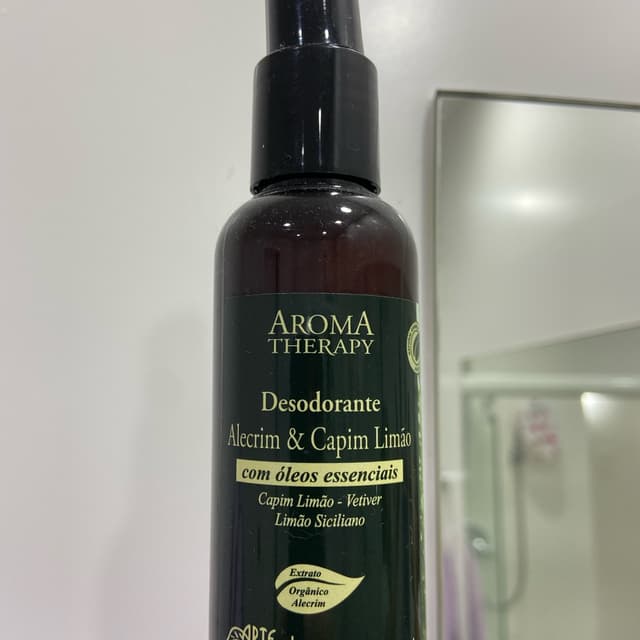 AROMA
THERAPY
Desodorante
Alecrim & Capim Limão
com óleos essenciais
Capim Limão - Vetiver
Limão Siciliano
Extrato
Orgânico
Alecrim